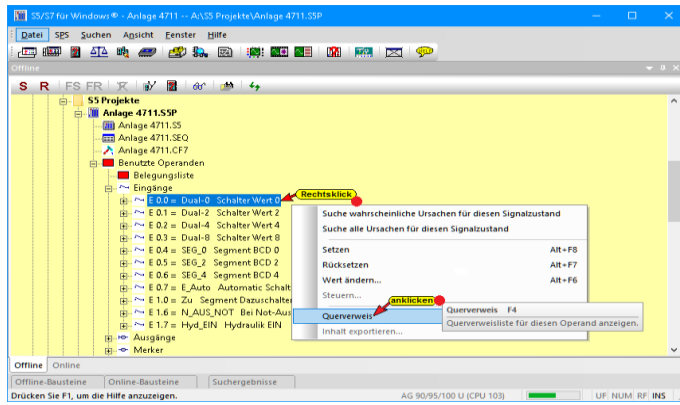 S5/S7 für Windows® - Anlage 4711 -- A:\S5 Projekte\Anlage 4711.S5P
Datei SPS Suchen Ansicht Fenster Hilfe
Offline
S R FS FR
S5 Projekte
Anlage 4711.S5P
Anlage 4711.S5
Anlage 4711.SEQ
Anlage 4711.CF7
Benutzte Operanden
Belegungsliste
Eingänge
E 0.0 = Dual-0 Schalter Wert 0
Rechtsklick
E 0.1 = Dual-2 Schalter Wert 2
E 0.2 = Dual-4 Schalter Wert 4
E 0.3 = Dual-8 Schalter Wert 8
E 0.4 = SEG_0 Segment BCD 0
E 0.5 = SEG_2 Segment BCD 2
E 0.6 = SEG_4 Segment BCD 4
E 0.7 = E_Auto Automatic Schalt
E 1.0 = Zu Segment Dazuschalte
E 1.6 = N_AUS_NOT Bei Not-Aus
E 1.7 = Hyd_EIN Hydraulik EIN
Ausgänge
Merker
Suche wahrscheinliche Ursachen für diesen Signalzustand
Suche alle Ursachen für diesen Signalzustand
Setzen Alt+F8
Rücksetzen Alt+F7
Wert ändern... Alt+F6
Steuern...
anklicken
Querverweis
Inhalt exportieren...
Querverweis F4
Querverweisliste für diesen Operand anzeigen.
Offline Online
Offline-Bausteine Online-Bausteine Suchergebnisse
Drücken Sie F1, um die Hilfe anzuzeigen. AG 90/95/100 U (CPU 103) UF NUM RF INS